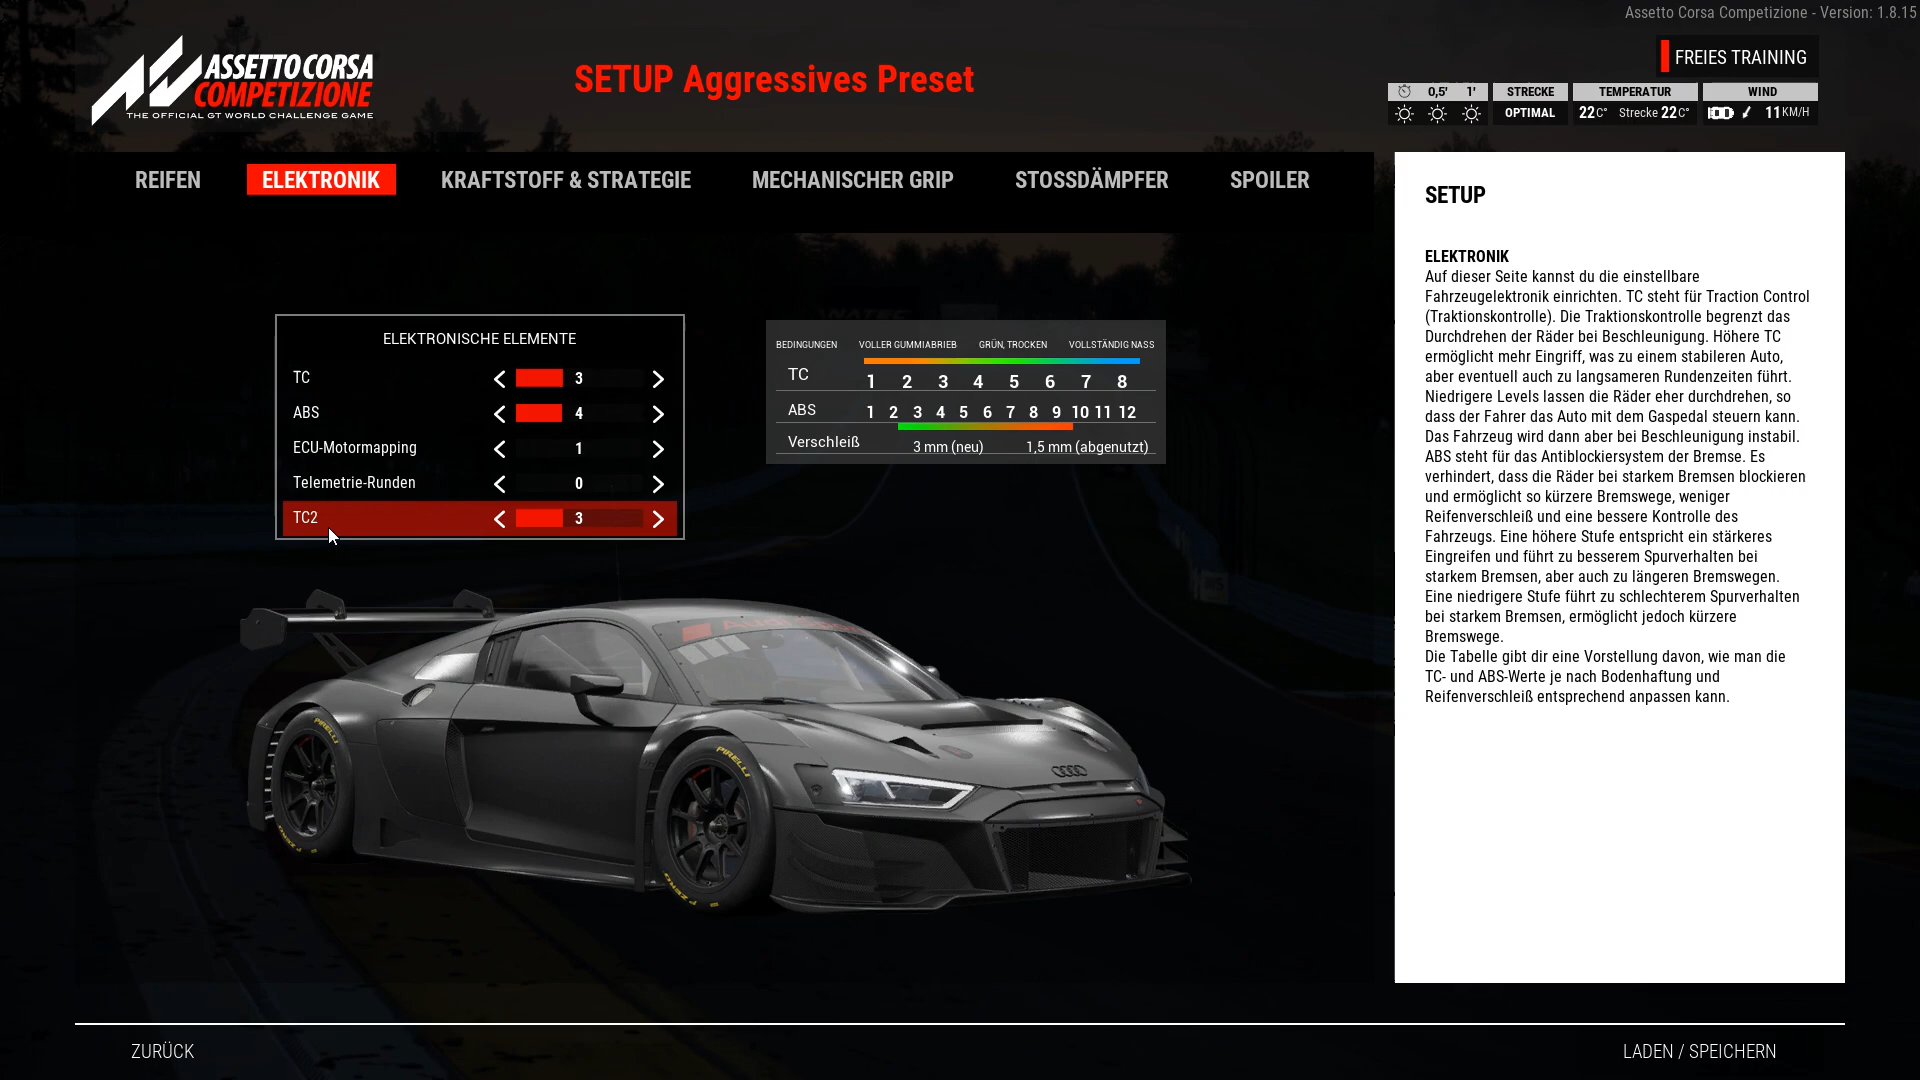 Assetto Corsa Competizione - Version: 1.8.15
ASSETTO CORSA
COMPETIZIONE
THE OFFICIAL GT WORLD CHALLENGE GAME
SETUP Aggressives Preset
FREIES TRAINING
0,5' 1' STRECKE TEMPERATUR WIND
OPTIMAL 22 C° Strecke 22 C° 11 KM/H
REIFEN ELEKTRONIK KRAFTSTOFF & STRATEGIE MECHANISCHER GRIP STOSSDÄMPFER SPOILER
ELEKTRONISCHE ELEMENTE
TC 3
ABS 4
ECU-Motormapping 1
Telemetrie-Runden 0
TC2 3
BEDINGUNGEN VOLLER GUMMIABRIEB GRÜN, TROCKEN VOLLSTÄNDIG NASS
TC 1 2 3 4 5 6 7 8
ABS 1 2 3 4 5 6 7 8 9 10 11 12
Verschleiß 3 mm (neu) 1,5 mm (abgenutzt)
PIRELLI
PIRELLI
P ZERO
P ZERO
SETUP
ELEKTRONIK
Auf dieser Seite kannst du die einstellbare
Fahrzeugelektronik einrichten. TC steht für Traction Control
(Traktionskontrolle). Die Traktionskontrolle begrenzt das
Durchdrehen der Räder bei Beschleunigung. Höhere TC
ermöglicht mehr Eingriff, was zu einem stabileren Auto,
aber eventuell auch zu langsameren Rundenzeiten führt.
Niedrigere Levels lassen die Räder eher durchdrehen, so
dass der Fahrer das Auto mit dem Gaspedal steuern kann.
Das Fahrzeug wird dann aber bei Beschleunigung instabil.
ABS steht für das Antiblockiersystem der Bremse. Es
verhindert, dass die Räder bei starkem Bremsen blockieren
und ermöglicht so kürzere Bremswege, weniger
Reifenverschleiß und eine bessere Kontrolle des
Fahrzeugs. Eine höhere Stufe entspricht ein stärkeres
Eingreifen und führt zu besserem Spurverhalten bei
starkem Bremsen, aber auch zu längeren Bremswegen.
Eine niedrigere Stufe führt zu schlechterem Spurverhalten
bei starkem Bremsen, ermöglicht jedoch kürzere
Bremswege.
Die Tabelle gibt dir eine Vorstellung davon, wie man die
TC- und ABS-Werte je nach Bodenhaftung und
Reifenverschleiß entsprechend anpassen kann.
ZURÜCK
LADEN / SPEICHERN